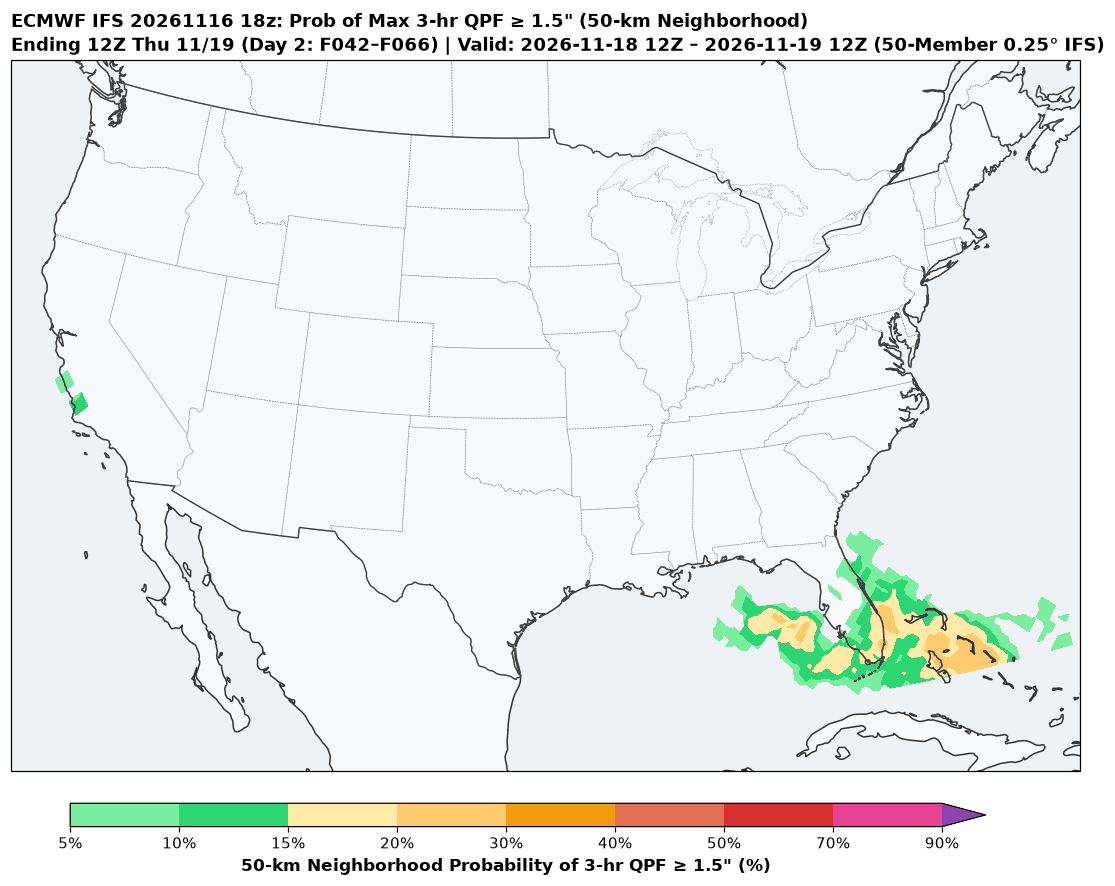 ECMWF IFS 20261116 18z: Prob of Max 3-hr QPF ≥ 1.5" (50-km Neighborhood)
Ending 12Z Thu 11/19 (Day 2: F042–F066) | Valid: 2026-11-18 12Z – 2026-11-19 12Z (50-Member 0.25° IFS)
5% 10% 15% 20% 30% 40% 50% 70% 90%
50-km Neighborhood Probability of 3-hr QPF ≥ 1.5" (%)